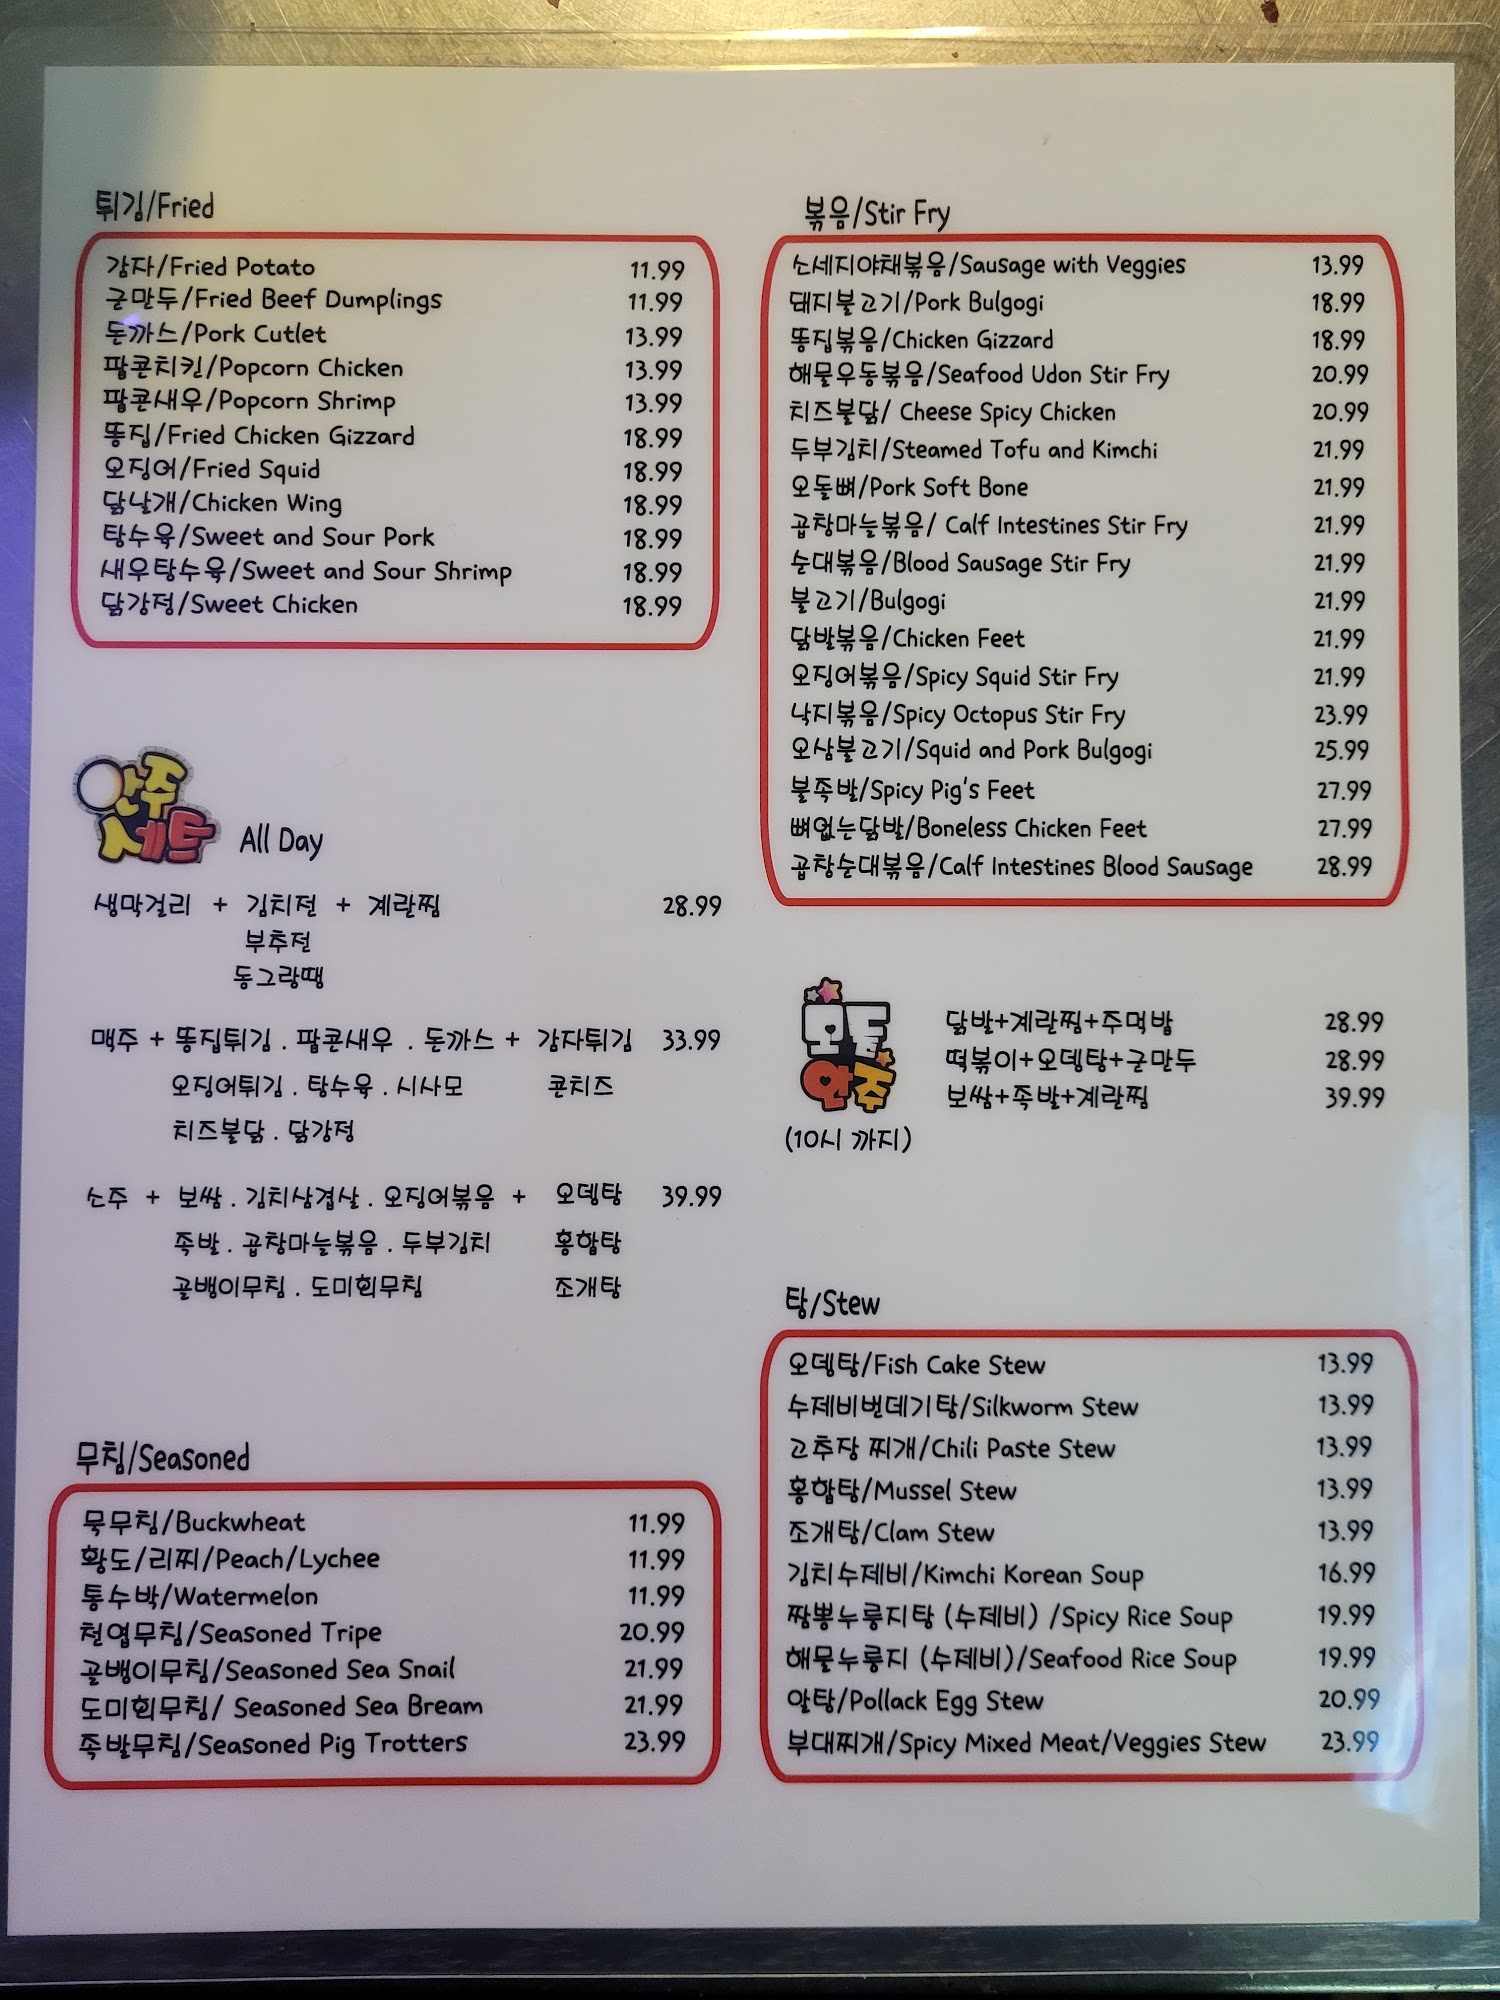 튀김/Fried
감자/Fried Potato 11.99
군만두/Fried Beef Dumplings 11.99
돈까스/Pork Cutlet 13.99
팝콘치킨/Popcorn Chicken 13.99
팝콘새우/Popcorn Shrimp 13.99
똥집/Fried Chicken Gizzard 18.99
오징어/Fried Squid 18.99
닭날개/Chicken Wing 18.99
탕수육/Sweet and Sour Pork 18.99
새우탕수육/Sweet and Sour Shrimp 18.99
닭강정/Sweet Chicken 18.99
안주
세트 All Day
생막걸리 + 김치전 + 계란찜 28.99
부추전
동그랑땡
맥주 + 똥집튀김 . 팝콘새우 . 돈까스 + 감자튀김 33.99
오징어튀김 . 탕수육 . 시사모 콘치즈
치즈불닭 . 닭강정
소주 + 보쌈 . 김치삼겹살 . 오징어볶음 + 오뎅탕 39.99
족발 . 곱창마늘볶음 . 두부김치 홍합탕
골뱅이무침 . 도미회무침 조개탕
무침/Seasoned
묵무침/Buckwheat 11.99
황도/리찌/Peach/Lychee 11.99
통수박/Watermelon 11.99
천엽무침/Seasoned Tripe 20.99
골뱅이무침/Seasoned Sea Snail 21.99
도미회무침/ Seasoned Sea Bream 21.99
족발무침/Seasoned Pig Trotters 23.99
볶음/Stir Fry
소세지야채볶음/Sausage with Veggies 13.99
돼지불고기/Pork Bulgogi 18.99
똥집볶음/Chicken Gizzard 18.99
해물우동볶음/Seafood Udon Stir Fry 20.99
치즈불닭/ Cheese Spicy Chicken 20.99
두부김치/Steamed Tofu and Kimchi 21.99
오돌뼈/Pork Soft Bone 21.99
곱창마늘볶음/ Calf Intestines Stir Fry 21.99
순대볶음/Blood Sausage Stir Fry 21.99
불고기/Bulgogi 21.99
닭발볶음/Chicken Feet 21.99
오징어볶음/Spicy Squid Stir Fry 21.99
낙지볶음/Spicy Octopus Stir Fry 23.99
오삼불고기/Squid and Pork Bulgogi 25.99
불족발/Spicy Pig's Feet 27.99
뼈없는닭발/Boneless Chicken Feet 27.99
곱창순대볶음/Calf Intestines Blood Sausage 28.99
모듬
안주
(10시 까지)
닭발+계란찜+주먹밥 28.99
떡볶이+오뎅탕+군만두 28.99
보쌈+족발+계란찜 39.99
탕/Stew
오뎅탕/Fish Cake Stew 13.99
수제비번데기탕/Silkworm Stew 13.99
고추장 찌개/Chili Paste Stew 13.99
홍합탕/Mussel Stew 13.99
조개탕/Clam Stew 13.99
김치수제비/Kimchi Korean Soup 16.99
짬뽕누룽지탕 (수제비) /Spicy Rice Soup 19.99
해물누룽지 (수제비)/Seafood Rice Soup 19.99
알탕/Pollack Egg Stew 20.99
부대찌개/Spicy Mixed Meat/Veggies Stew 23.99